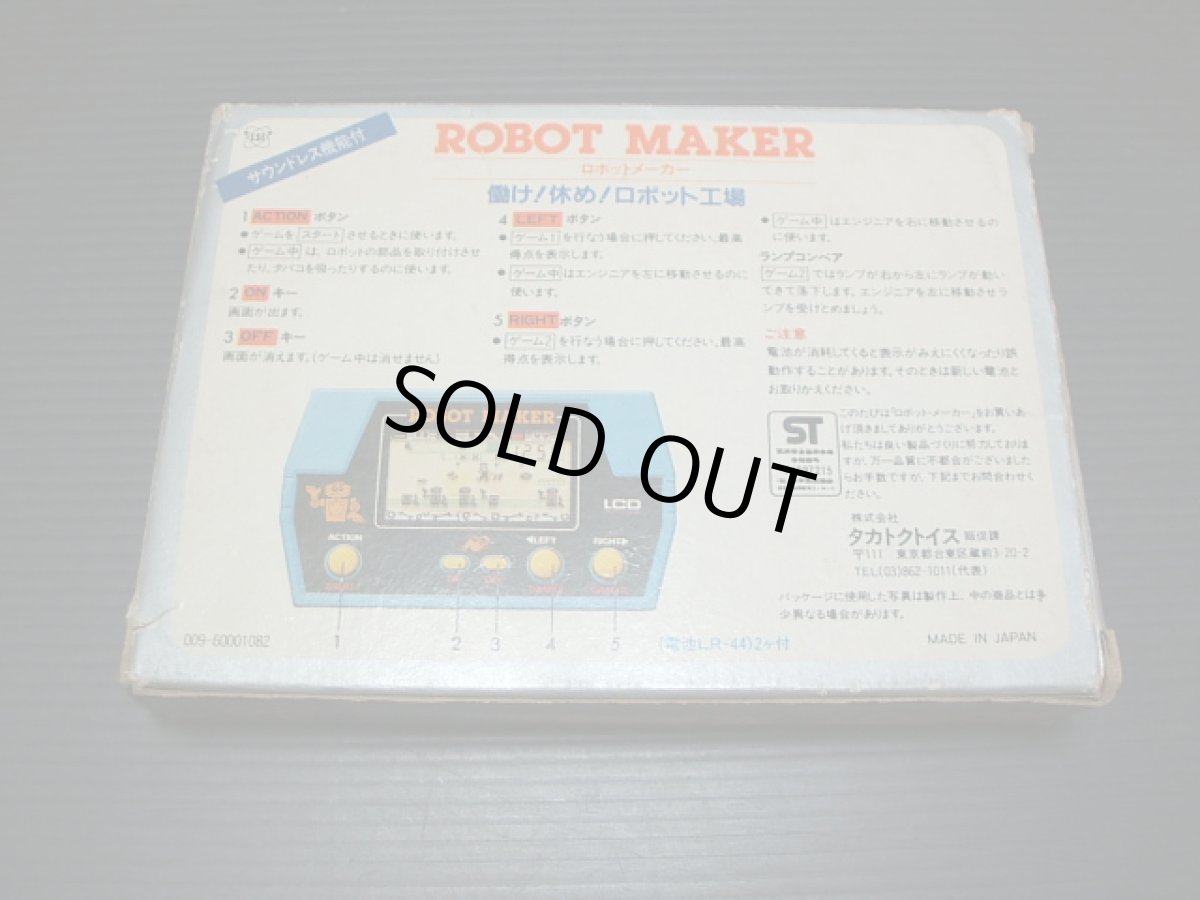 サウンドレス機能付
ROBOT MAKER
ロボットメーカー
働け!休め!ロボット工場
1 ACTION ボタン
● ゲームを スタート させるときに使います。
● ゲーム中 は、ロボットの部品を取り付けさせ
たり、タバコを吸ったりするのに使います。
2 ON キー
画面が出ます。
3 OFF キー
画面が消えます。(ゲーム中は消せません)
4 LEFT ボタン
● ゲーム1 を行なう場合に押してください。最高
得点を表示します。
● ゲーム中 はエンジニアを左に移動させるのに
使います。
5 RIGHT ボタン
● ゲーム2 を行なう場合に押してください。最高
得点を表示します。
● ゲーム中 はエンジニアを右に移動させるの
に使います。
ランプコンベア
ゲーム2 ではランプが右から左にランプが動い
てきて落下します。エンジニアを左に移動させラ
ンプを受けとめましょう。
ご注意
電池が消耗してくると表示がみえにくくなったり誤
動作することがあります。そのときは新しい電池と
お取りかえください。
ST
このたびは「ロボット・メーカー」をお買いあ
げ頂きましてありがとうございます。
私たちは良い製品づくりに努力しておりま
すが、万一品質に不都合がございました
らお手数ですが、下記までお問合わせく
ださい。
株式会社
タカトクトイス 販促課
〒111 東京都台東区蔵前3-20-2
TEL(03)862-1011(代表)
パッケージに使用した写真は製作上、中の商品とは多
少異なる場合があります。
ROBOT MAKER
LCD
ACTION
◀LEFT
RIGHT▶
1
2
3
4
5
009-60001082
(電池LR-44)2ヶ付
MADE IN JAPAN
SOLD OUT